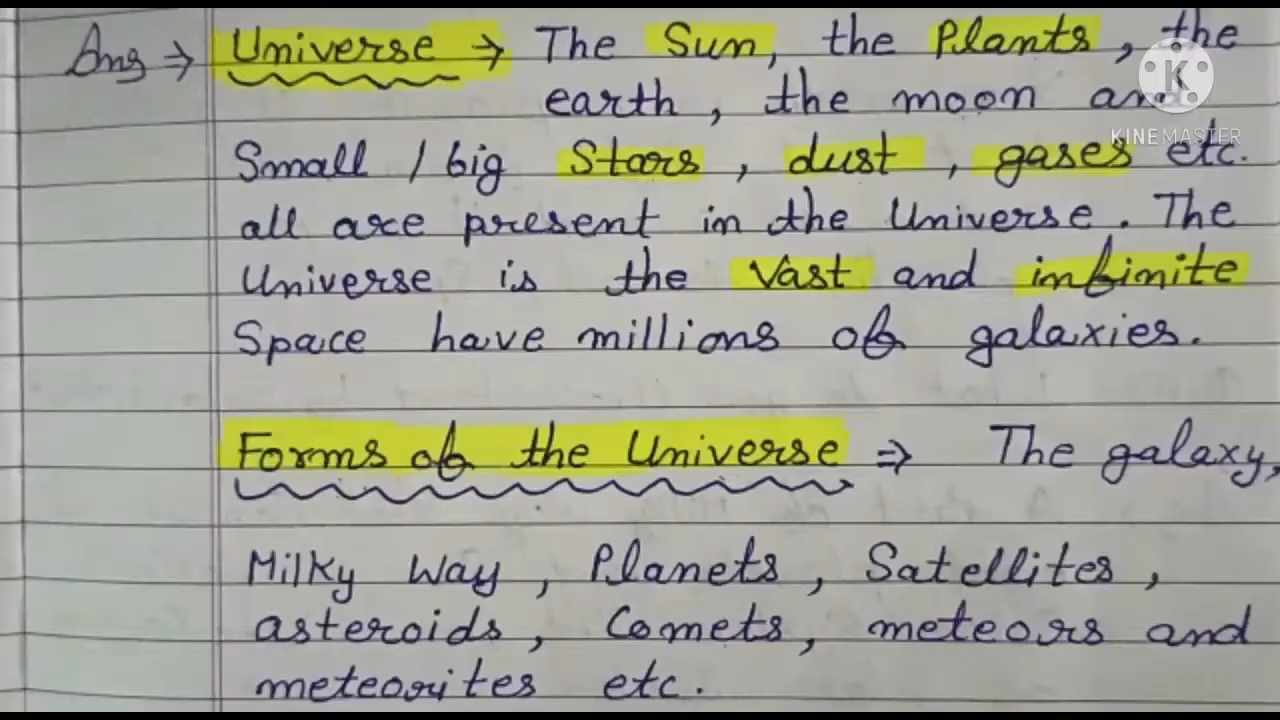 Ans → Universe → The Sun, the Plants, the
earth, the moon and
Small / big Stars, dust, gases etc.
all are present in the Universe. The
Universe is the Vast and infinite
Space have millions of galaxies.
Forms of the Universe ⇒ The galaxy,
Milky Way, Planets, Satellites,
asteroids, Comets, meteors and
meteorites etc.
K
KINEMASTER